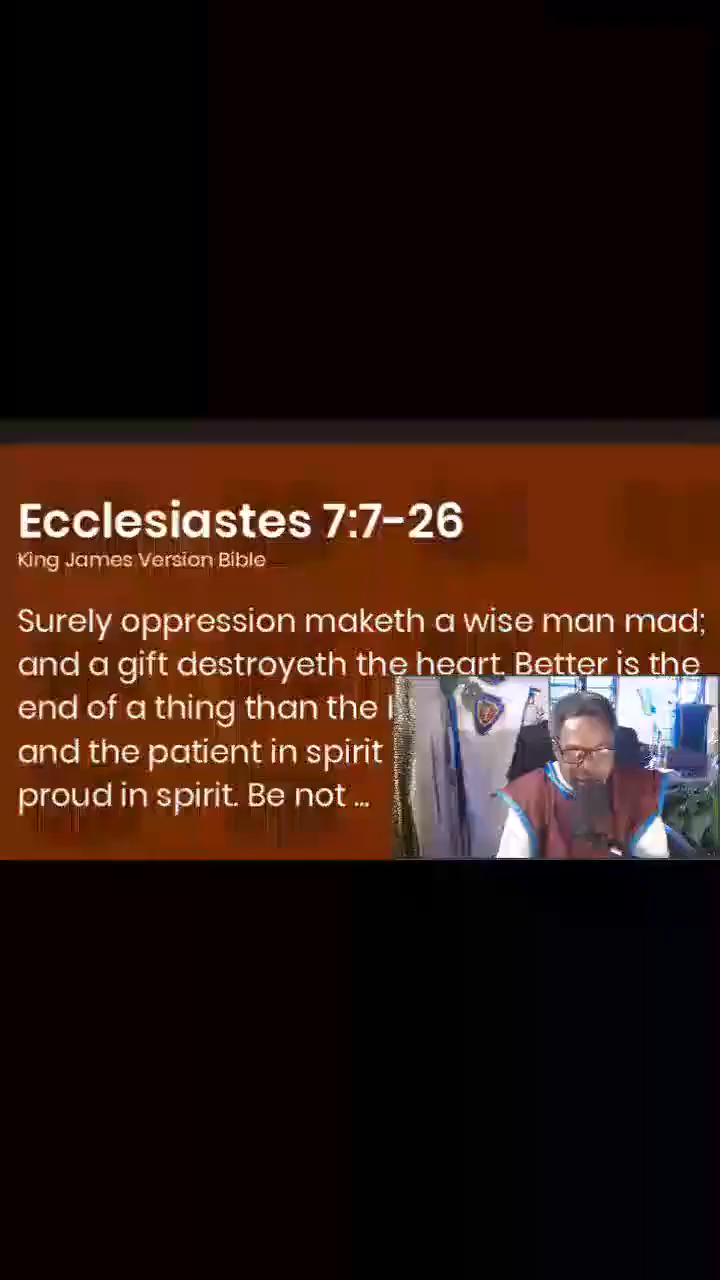 Ecclesiastes 7:7-26
King James Version Bible
Surely oppression maketh a wise man mad;
and a gift destroyeth the heart. Better is the
end of a thing than the
and the patient in spirit
proud in spirit. Be not ...